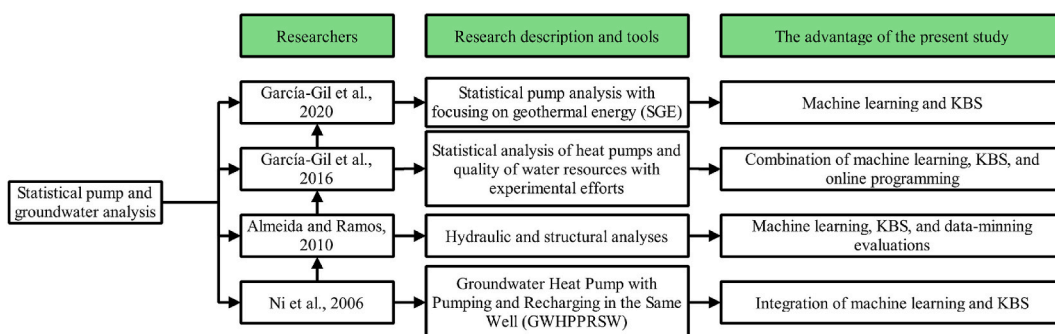 Researchers
Research description and tools
The advantage of the present study
García-Gil et al.,
2020
Statistical pump analysis with
focusing on geothermal energy (SGE)
Machine learning and KBS
García-Gil et al.,
2016
Statistical analysis of heat pumps and
quality of water resources with
experimental efforts
Combination of machine learning, KBS, and
online programming
Statistical pump and
groundwater analysis
Almeida and Ramos,
2010
Hydraulic and structural analyses
Machine learning, KBS, and data-minning
evaluations
Ni et al., 2006
Groundwater Heat Pump with
Pumping and Recharging in the Same
Well (GWHPPRSW)
Integration of machine learning and KBS